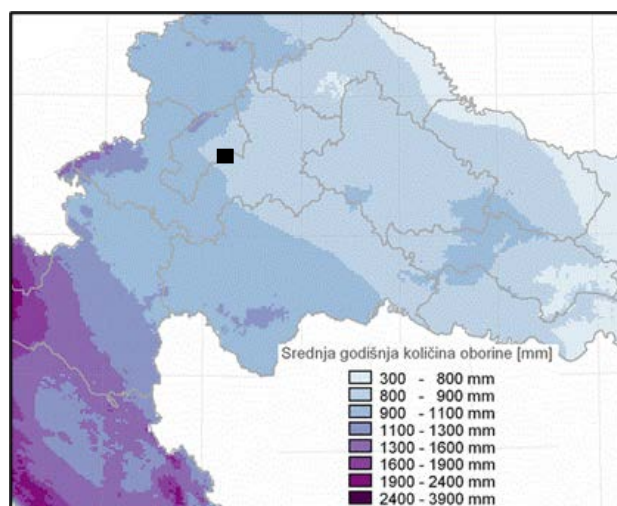 Srednja godišnja količina oborine [mm]
300 - 800 mm
800 - 900 mm
900 - 1100 mm
1100 - 1300 mm
1300 - 1600 mm
1600 - 1900 mm
1900 - 2400 mm
2400 - 3900 mm